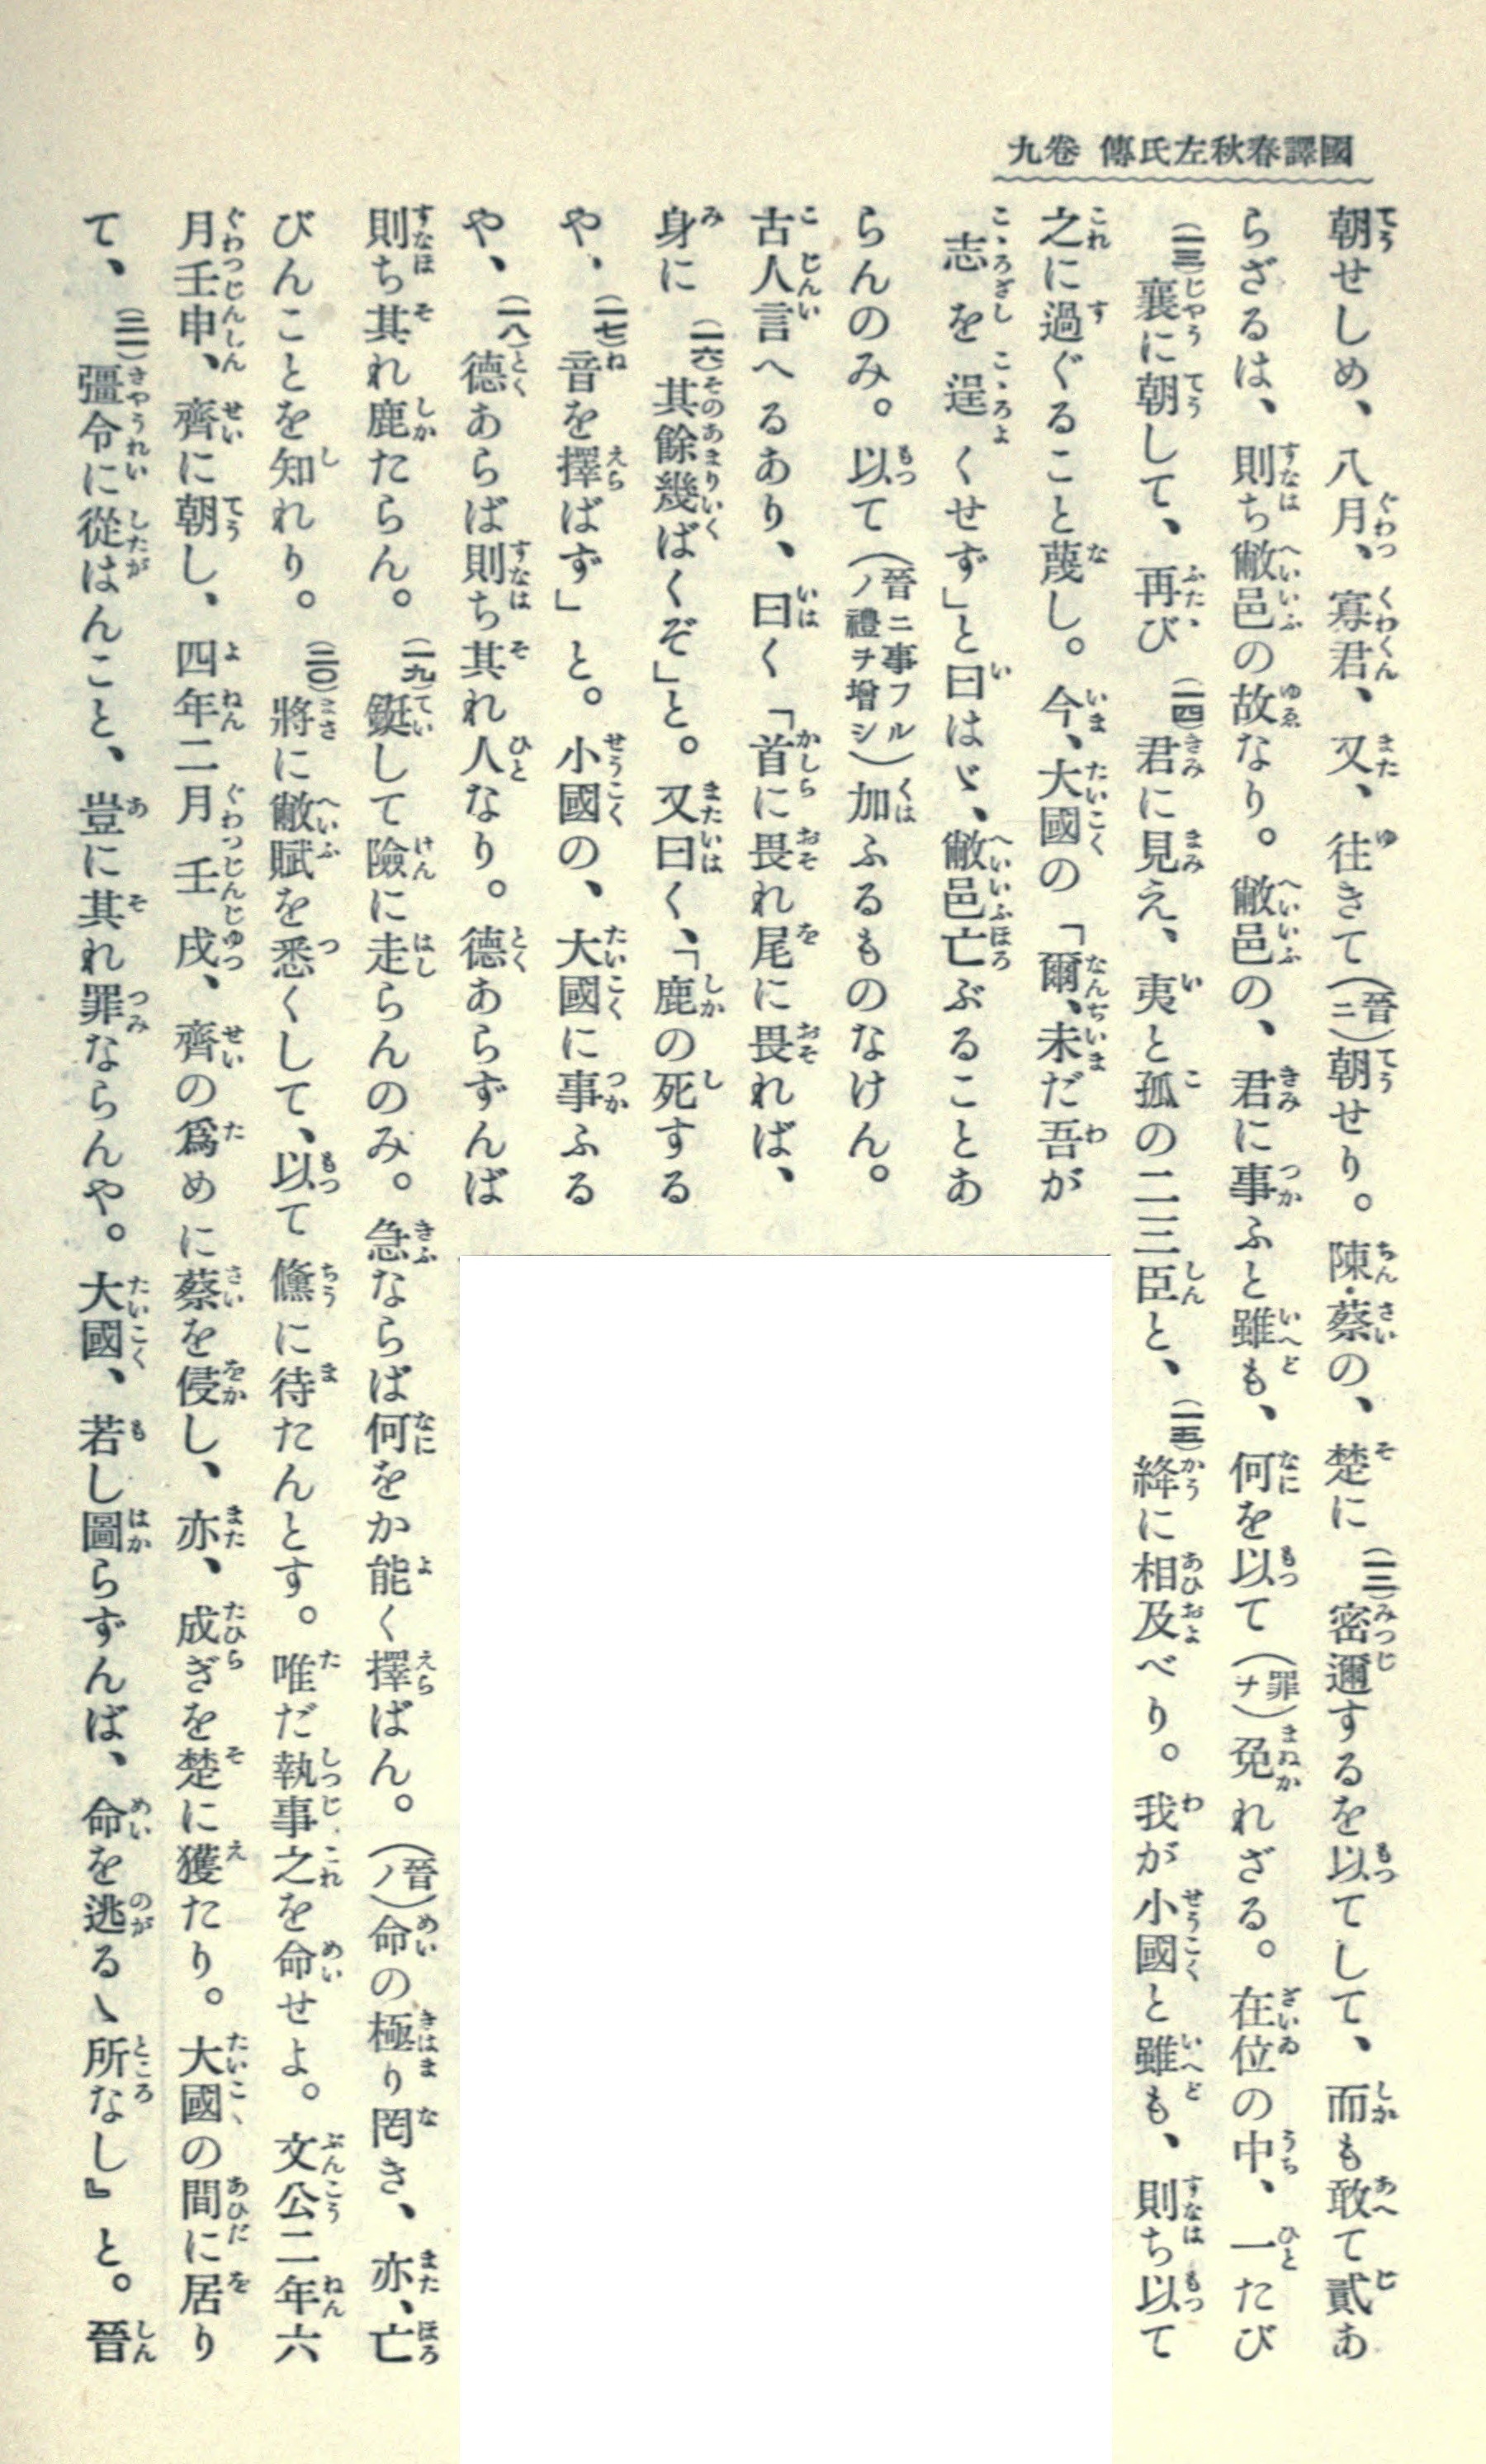 國譯春秋左氏傳 卷九
朝せしめ、八月、寡君、又、往きて(晉ニ)朝せり。陳・蔡の、楚に(一二)密邇するを以てして、而も敢て貳あ
らざるは、則ち敝邑の故なり。敝邑の、君に事ふと雖も、何を以て(罪ヲ)免れざる。在位の中、一たび
(一三)襄に朝して、再び(一四)君に見え、夷と孤の二三臣と、(一五)絳に相及べり。我が小國と雖も、則ち以て
之に過ぐること蔑し。今、大國の「爾、未だ吾が
志を逞くせず」と曰はゞ、敝邑亡ぶることあ
らんのみ。以て(晉ニ事フルノ禮ヲ增シ)加ふるものなけん。
古人言へるあり、曰く「首に畏れ尾に畏れば、
身に(一六)其餘幾ばくぞ」と。又曰く、「鹿の死する
や、(一七)音を擇ばず」と。小國の、大國に事ふる
や、(一八)德あらば則ち其れ人なり。德あらずんば
則ち其れ鹿たらん。(一九)鋌して險に走らんのみ。急ならば何をか能く擇ばん。(晉ノ)命の極り罔き、亦、亡
びんことを知れり。(二〇)將に敝賦を悉くして、以て鯈に待たんとす。唯だ執事之を命せよ。文公二年六
月壬申、齊に朝し、四年二月壬戌、齊の爲めに蔡を侵し、亦、成ぎを楚に獲たり。大國の間に居り
て、(二一)彊令に從はんこと、豈に其れ罪ならんや。大國、若し圖らずんば、命を逃るゝ所なし』と。晉